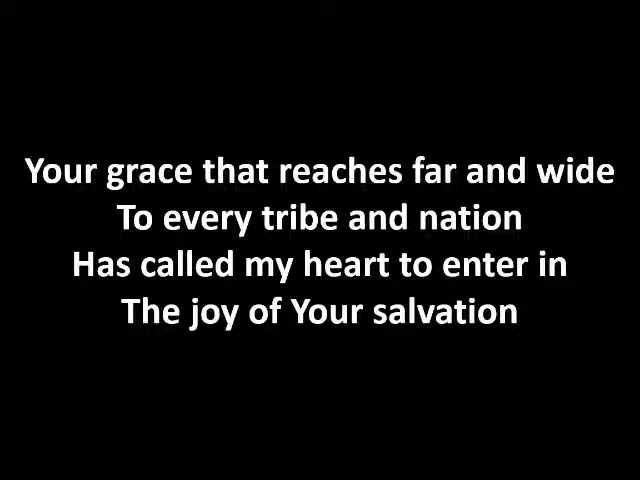 Your grace that reaches far and wide
To every tribe and nation
Has called my heart to enter in
The joy of Your salvation